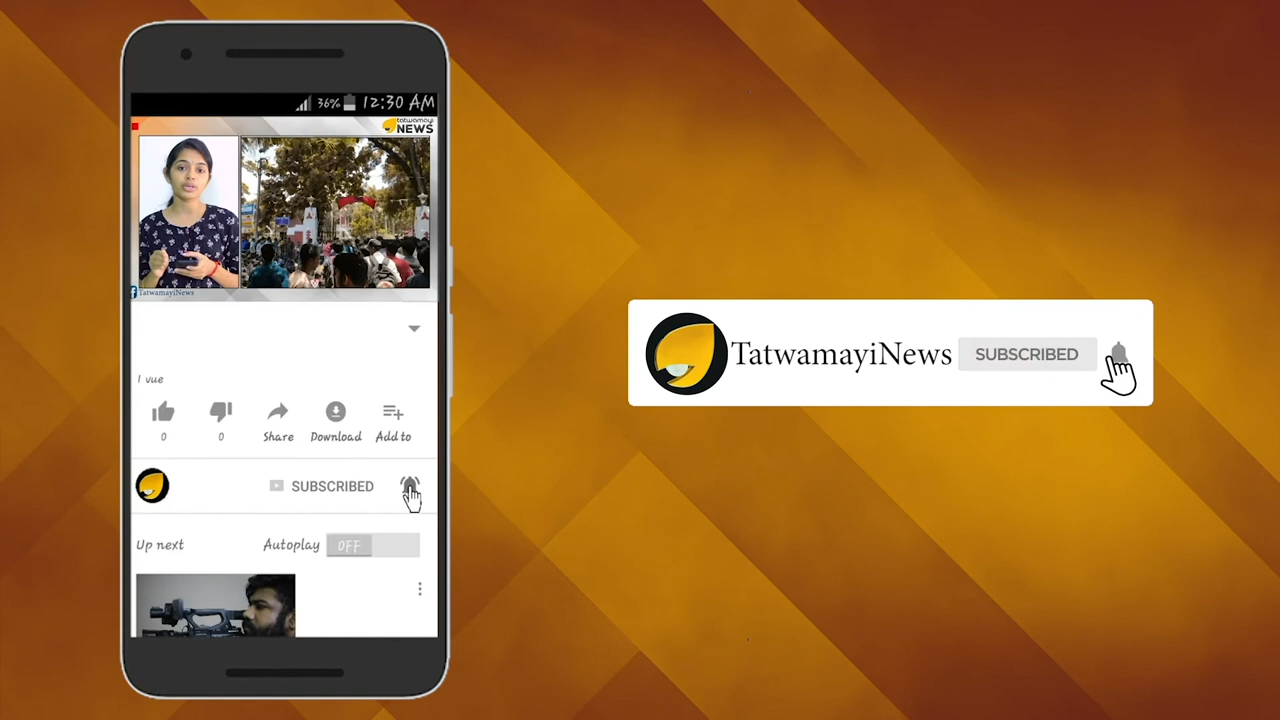 36% 12:30 AM
tatwamayi
NEWS
TatwamayiNews
1 vue
0 0 Share Download Add to
SUBSCRIBED
Up next Autoplay OFF
TatwamayiNews SUBSCRIBED